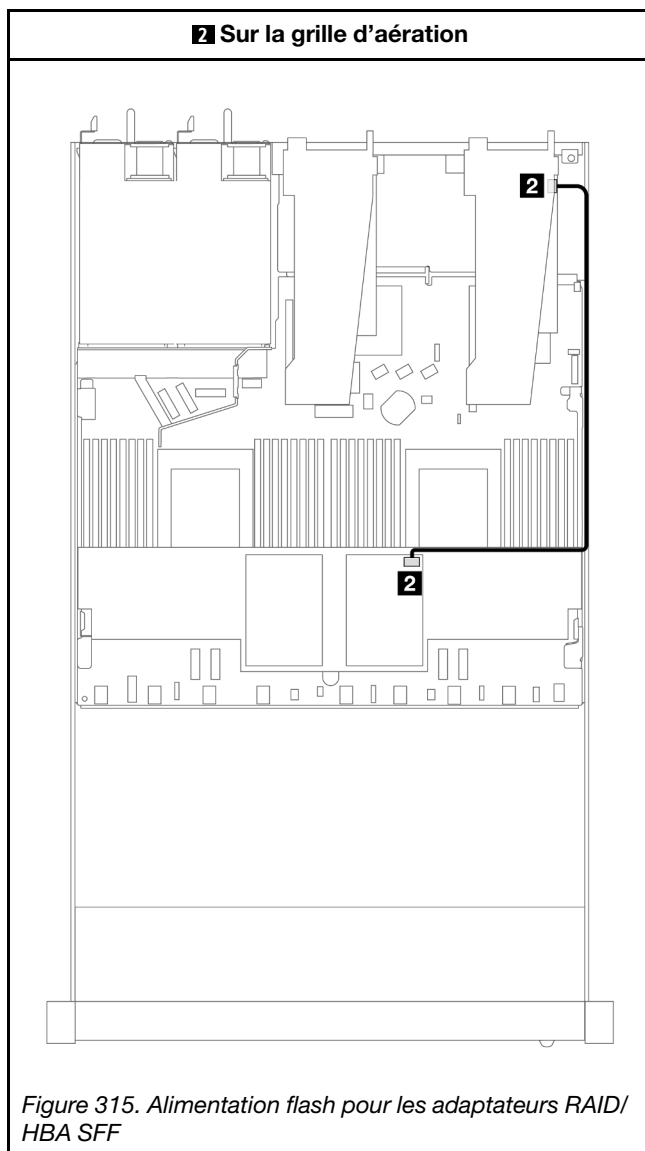 2 Sur la grille d'aération
2
2
Figure 315. Alimentation flash pour les adaptateurs RAID/
HBA SFF